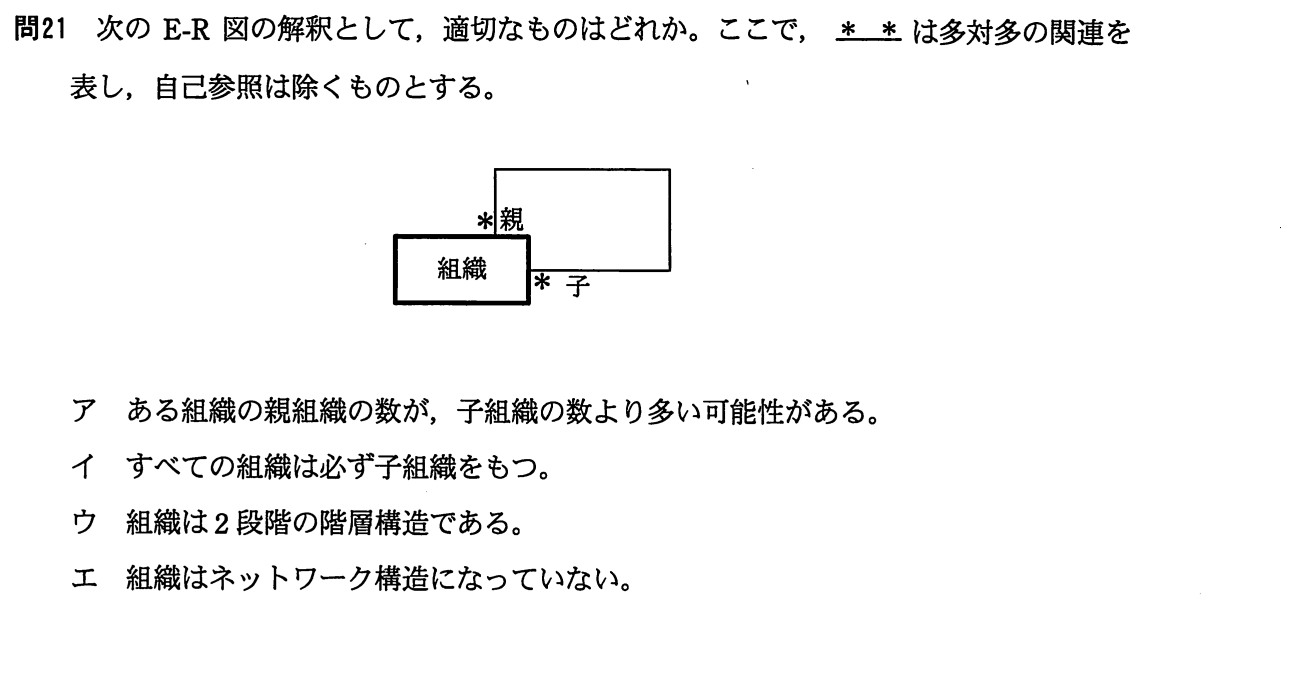 問21 次の E-R 図の解釈として，適切なものはどれか。ここで， * * は多対多の関連を
表し，自己参照は除くものとする。
*親
組織
* 子
ア ある組織の親組織の数が，子組織の数より多い可能性がある。
イ すべての組織は必ず子組織をもつ。
ウ 組織は2段階の階層構造である。
エ 組織はネットワーク構造になっていない。